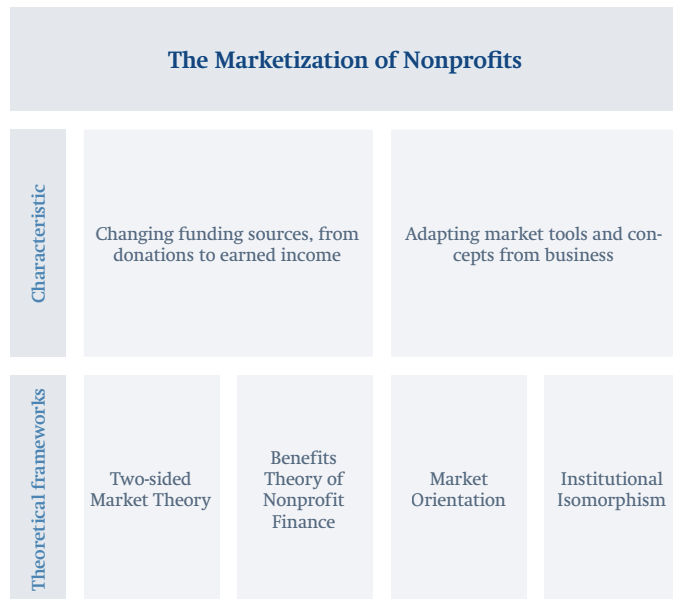 The Marketization of Nonprofits
Characteristic
Changing funding sources, from
donations to earned income
Adapting market tools and con-
cepts from business
Theoretical frameworks
Two-sided
Market Theory
Benefits
Theory of
Nonprofit
Finance
Market
Orientation
Institutional
Isomorphism